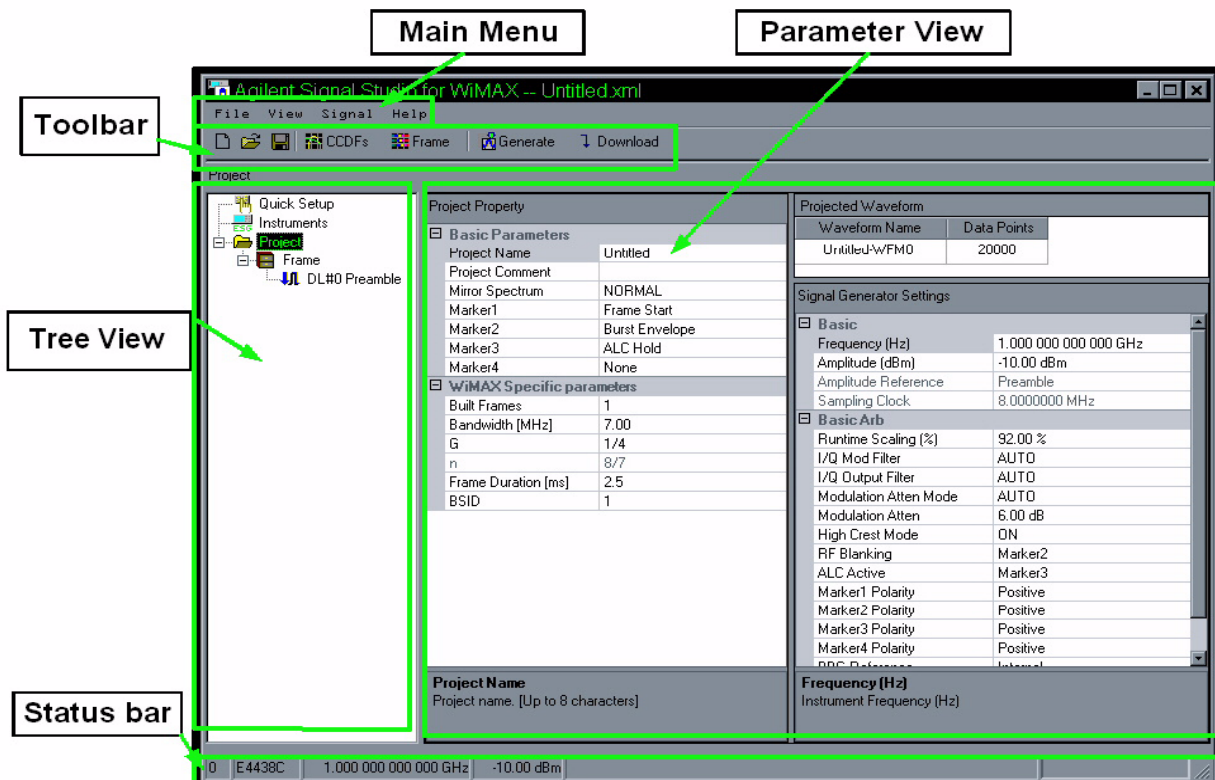 Main Menu
Parameter View
Toolbar
Tree View
Status bar
Agilent Signal Studio for WiMAX -- Untitled.xml
File View Signal Help
CCDFs Frame Generate Download
Project
Quick Setup
Instruments
Project
Frame
DL#0 Preamble
Project Property
Basic Parameters
Project Name Untitled
Project Comment
Mirror Spectrum NORMAL
Marker1 Frame Start
Marker2 Burst Envelope
Marker3 ALC Hold
Marker4 None
WiMAX Specific parameters
Built Frames 1
Bandwidth [MHz] 7.00
G 1/4
n 8/7
Frame Duration [ms] 2.5
BSID 1
Project Name
Project name. [Up to 8 characters]
Projected Waveform
Waveform Name Data Points
Untitled-WFM0 20000
Signal Generator Settings
Basic
Frequency (Hz) 1.000 000 000 000 GHz
Amplitude (dBm) -10.00 dBm
Amplitude Reference Preamble
Sampling Clock 8.0000000 MHz
Basic Arb
Runtime Scaling (%) 92.00 %
I/Q Mod Filter AUTO
I/Q Output Filter AUTO
Modulation Atten Mode AUTO
Modulation Atten 6.00 dB
High Crest Mode ON
RF Blanking Marker2
ALC Active Marker3
Marker1 Polarity Positive
Marker2 Polarity Positive
Marker3 Polarity Positive
Marker4 Polarity Positive
Frequency (Hz)
Instrument Frequency (Hz)
0 E4438C 1.000 000 000 000 GHz -10.00 dBm